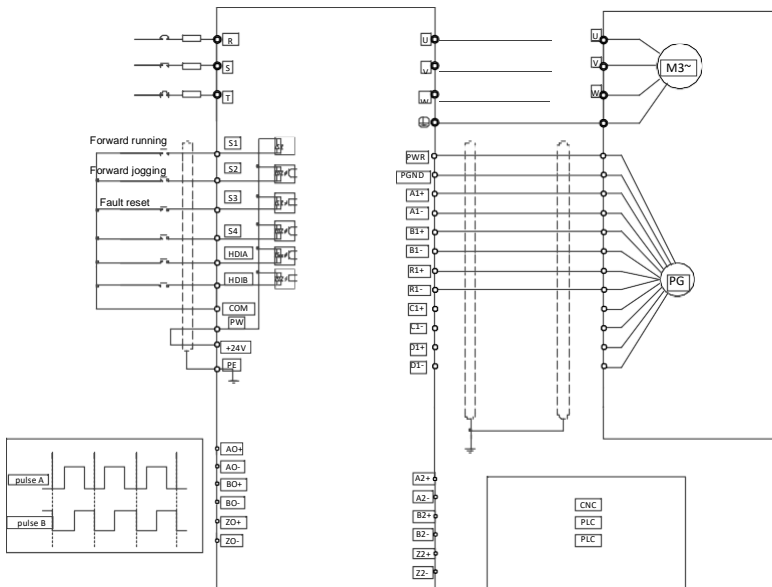 R
U
U
S
V
V
M3~
T
W
W
Forward running
S1
Forward jogging
S2
Fault reset
S3
S4
HDIA
HDIB
COM
PW
+24V
PE
PWR
PGND
A1+
A1-
B1+
B1-
R1+
R1-
C1+
C1-
D1+
D1-
PG
pulse A
pulse B
AO+
AO-
BO+
BO-
ZO+
ZO-
A2+
A2-
B2+
B2-
Z2+
Z2-
CNC
PLC
PLC